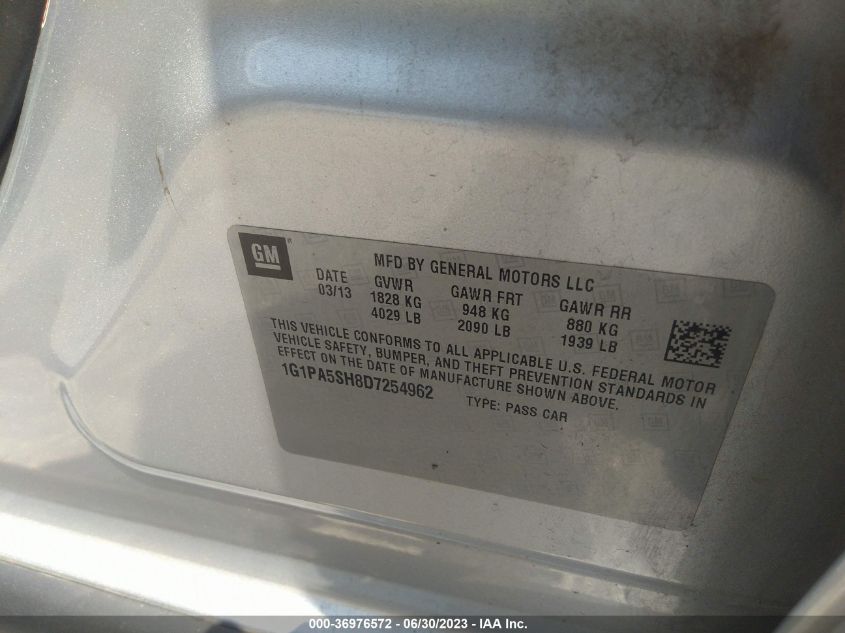 GM ®
MFD BY GENERAL MOTORS LLC
DATE GVWR GAWR FRT GAWR RR
03/13 1828 KG 948 KG 880 KG
4029 LB 2090 LB 1939 LB
THIS VEHICLE CONFORMS TO ALL APPLICABLE U.S. FEDERAL MOTOR
VEHICLE SAFETY, BUMPER, AND THEFT PREVENTION STANDARDS IN
EFFECT ON THE DATE OF MANUFACTURE SHOWN ABOVE.
1G1PA5SH8D7254962 TYPE: PASS CAR
000-36976572 / 06/30/2023 - IAA Inc.